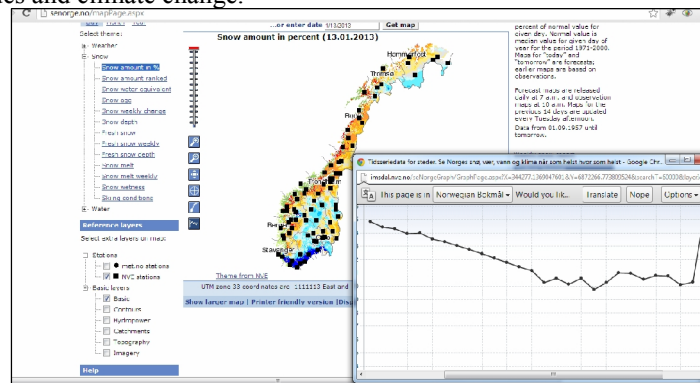 ues and climate change.
senorge.no/mapPage.aspx
...or enter date 1/13/2013 Get map
Select theme:
Weather
Snow
Snow amount in %
Snow amount ranked
Snow water equivalent
Snow age
Snow weekly change
Snow depth
Fresh snow
Fresh snow weekly
Fresh snow depth
Snow melt
Snow melt weekly
Snow wetness
Skiing conditions
Water
Reference layers
Select extra layers on map:
Stations
met.no stations
NVE stations
Basic layers
Basic
Contours
Hydropower
Catchments
Topography
Imagery
Help
Snow amount in percent (13.01.2013)
Hammerfest
Tromsø
Stavanger
Theme from NVE
UTM zone 33 coordinates are 1111113 East and
Show larger map | Printer friendly version
percent of normal value for
given day. Normal value is
median value for given day of
year for the period 1971-2000.
Maps for "today" and
"tomorrow" are forecasts;
earlier maps are based on
observations.
Forecast maps are released
daily at 7 a.m. and observation
maps at 10 a.m. Maps for the
previous 14 days are updated
every Tuesday afternoon.
Data from 01.09.1957 until
tomorrow.
Tidsseriedata for steder. Se Norges snø, vær, vann og klima når som helst hvor som helst - Google Chr...
This page is in Norwegian Bokmål Would you lik... Translate Nope Options